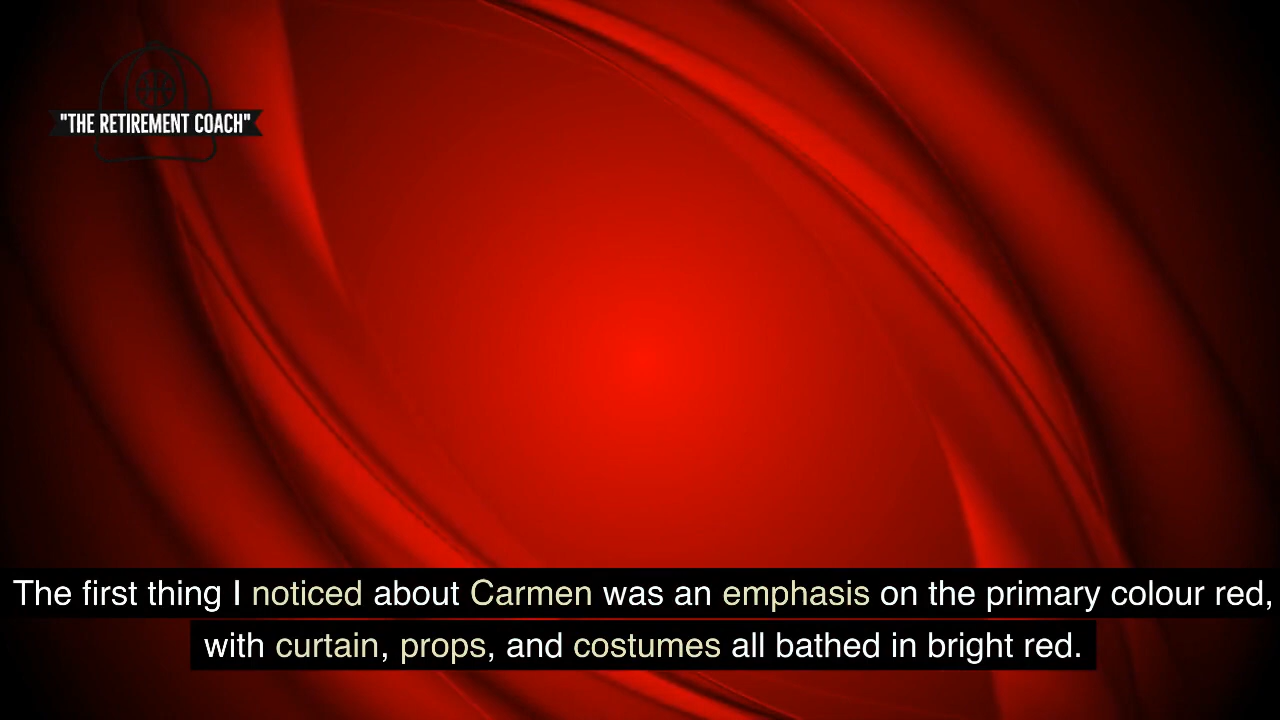 "THE RETIREMENT COACH"
The first thing I noticed about Carmen was an emphasis on the primary colour red,
with curtain, props, and costumes all bathed in bright red.